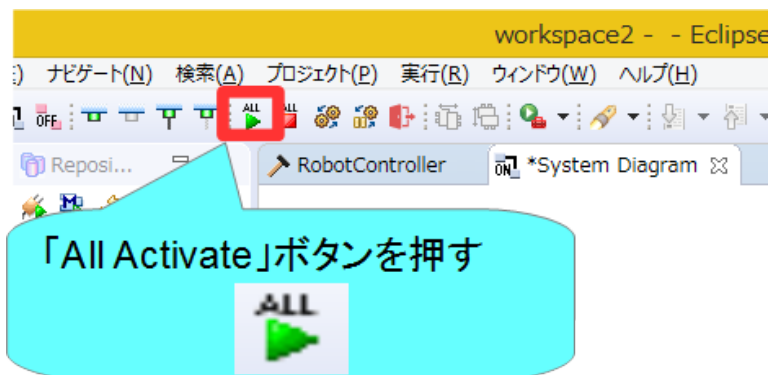 workspace2 - - Eclipse
ナビゲート(N) 検索(A) プロジェクト(P) 実行(R) ウィンドウ(W) ヘルプ(H)
OFF ALL ALL
Reposi... RobotController ON *System Diagram
「All Activate」ボタンを押す
ALL